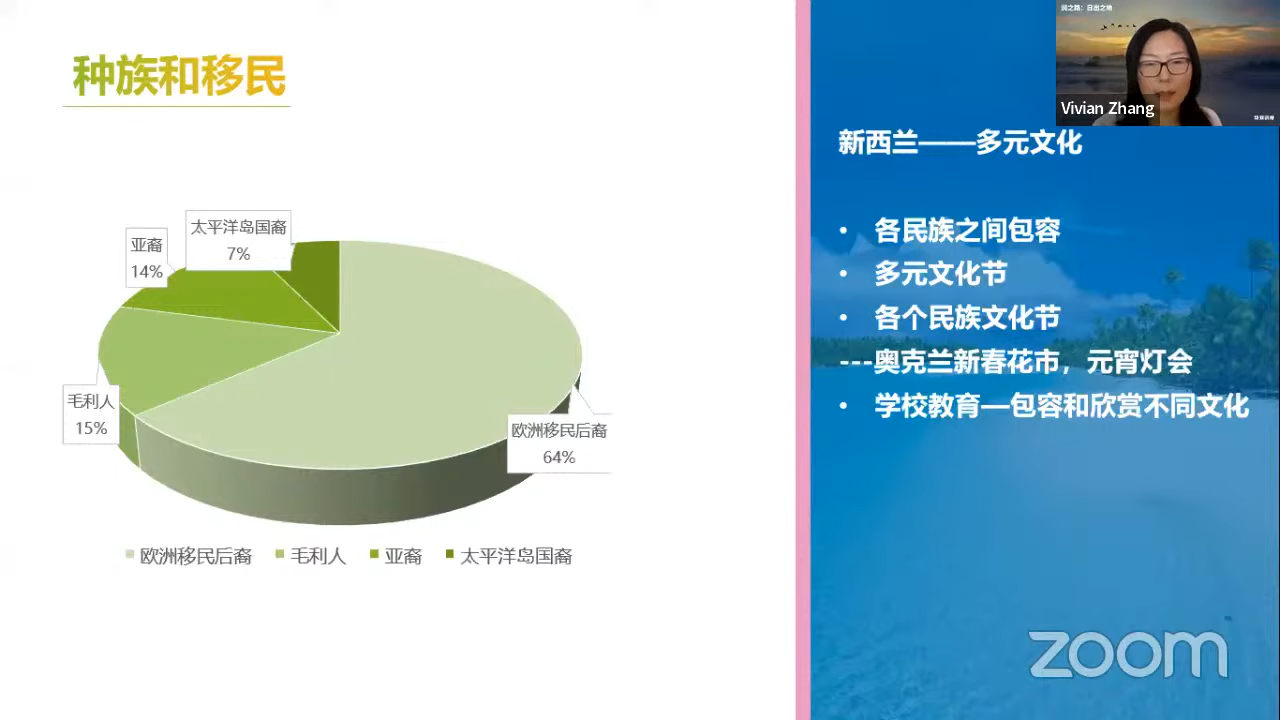 种族和移民
太平洋岛国裔
7%
亚裔
14%
毛利人
15%
欧洲移民后裔
64%
欧洲移民后裔 毛利人 亚裔 太平洋岛国裔
Vivian Zhang
新西兰——多元文化
• 各民族之间包容
• 多元文化节
• 各个民族文化节
---奥克兰新春花市，元宵灯会
• 学校教育—包容和欣赏不同文化
zoom